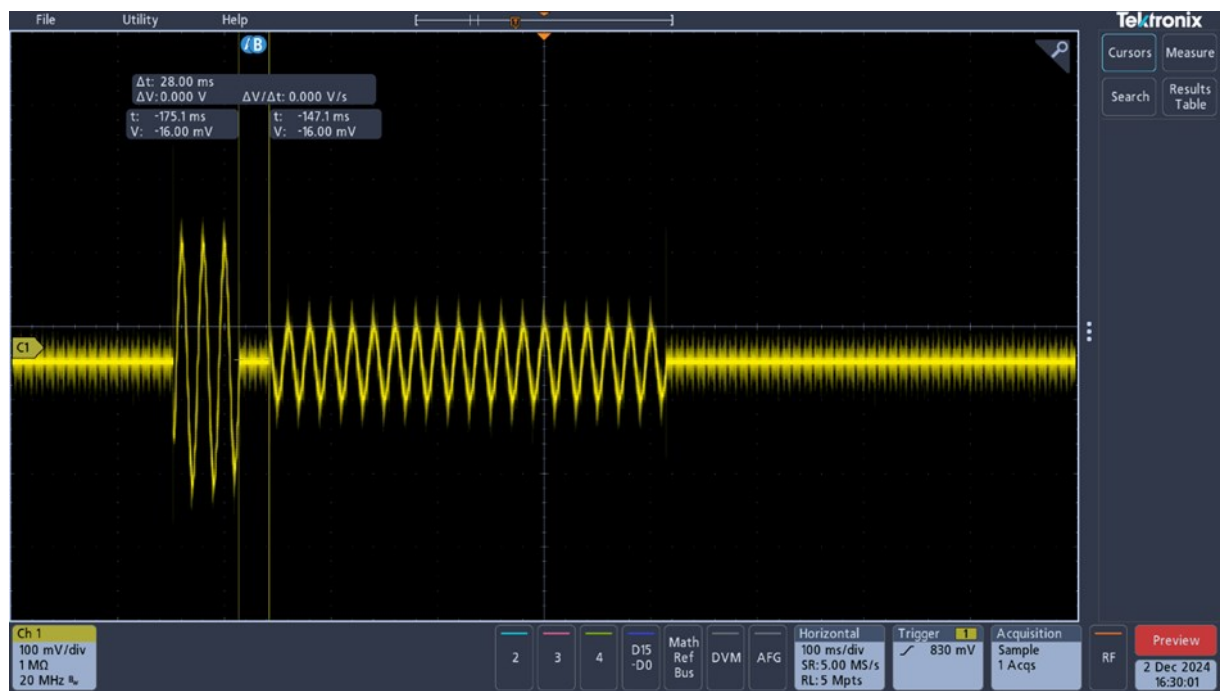 File Utility Help
Tektronix
B
Cursors Measure
Search Results Table
Δt: 28.00 ms
ΔV: 0.000 V ΔV/Δt: 0.000 V/s
t: -175.1 ms
V: -16.00 mV
t: -147.1 ms
V: -16.00 mV
C1
Ch 1
100 mV/div
1 MΩ
20 MHz
2
3
4
D15
-D0
Math
Ref
Bus
DVM
AFG
Horizontal
100 ms/div
SR: 5.00 MS/s
RL: 5 Mpts
Trigger 1
830 mV
Acquisition
Sample
1 Acqs
RF
Preview
2 Dec 2024
16:30:01